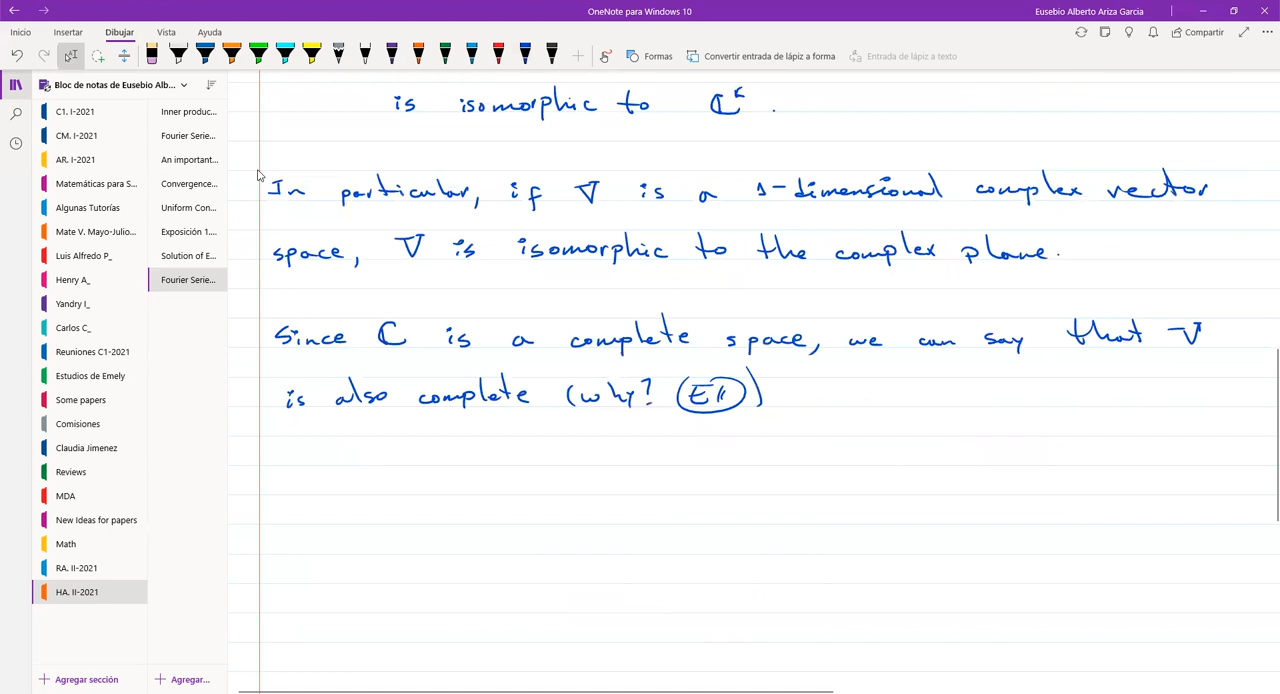 OneNote para Windows 10
Eusebio Alberto Ariza Garcia
Inicio
Insertar
Dibujar
Vista
Ayuda
Compartir
Formas
Convertir entrada de lápiz a forma
Entrada de lápiz a texto
Bloc de notas de Eusebio Alb...
C1. I-2021
CM. I-2021
AR. I-2021
Matemáticas para S...
Algunas Tutorías
Mate V. Mayo-Julio...
Luis Alfredo P_
Henry A_
Yandry I_
Carlos C_
Reuniones C1-2021
Estudios de Emely
Some papers
Comisiones
Claudia Jimenez
Reviews
MDA
New Ideas for papers
Math
RA. II-2021
HA. II-2021
Agregar sección
Inner produc...
Fourier Serie...
An important...
Convergence...
Uniform Con...
Exposición 1...
Solution of E...
Fourier Serie...
Agregar...
is isomorphic to ℂᵏ.
In particular, if V is a 1-dimensional complex vector
space, V is isomorphic to the complex plane.
Since ℂ is a complete space, we can say that V
is also complete (why?